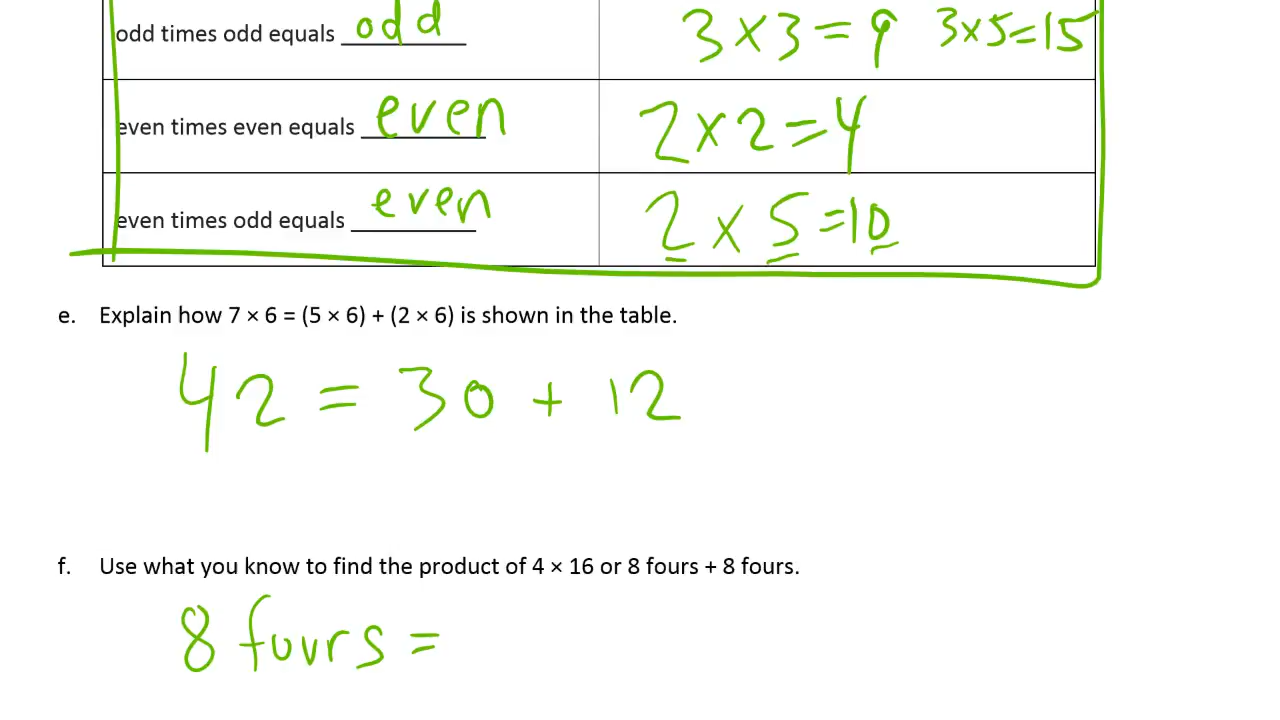 odd times odd equals odd 3 × 3 = 9 3 × 5 = 15
even times even equals even 2 × 2 = 4
even times odd equals even 2 × 5 = 10
e. Explain how 7 × 6 = (5 × 6) + (2 × 6) is shown in the table.
42 = 30 + 12
f. Use what you know to find the product of 4 × 16 or 8 fours + 8 fours.
8 fours =